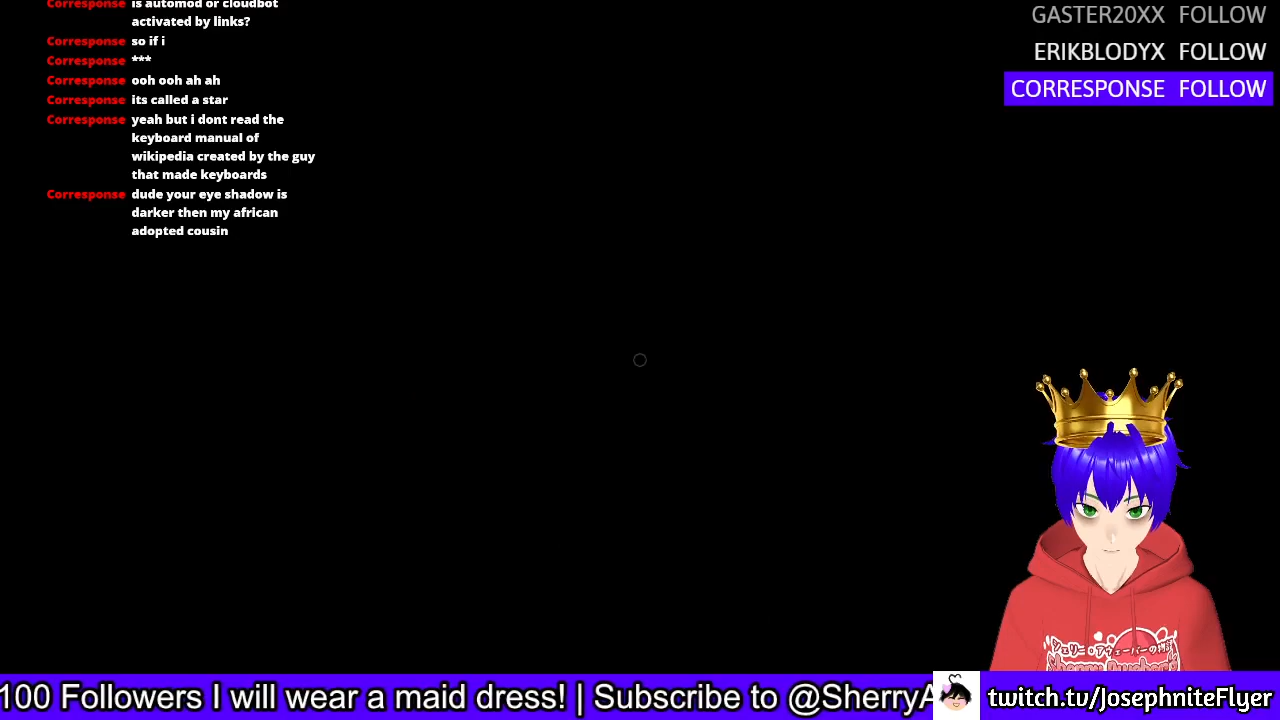 Corresponse is automod or cloudbot
activated by links?
Corresponse so if i
Corresponse ***
Corresponse ooh ooh ah ah
Corresponse its called a star
Corresponse yeah but i dont read the
keyboard manual of
wikipedia created by the guy
that made keyboards
Corresponse dude your eye shadow is
darker then my african
adopted cousin
GASTER20XX FOLLOW
ERIKBLODYX FOLLOW
CORRESPONSE FOLLOW
100 Followers I will wear a maid dress! | Subscribe to @SherryA
twitch.tv/JosephniteFlyer